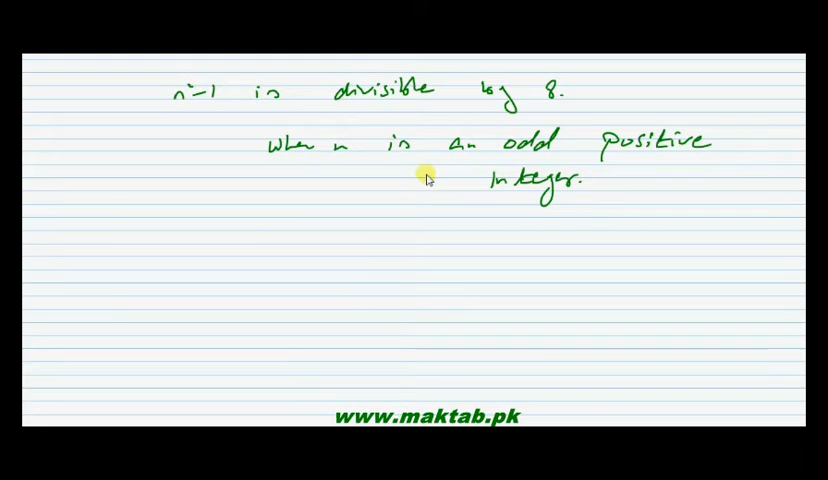 n²-1 is divisible by 8.
when n is an odd positive
integer.
www.maktab.pk